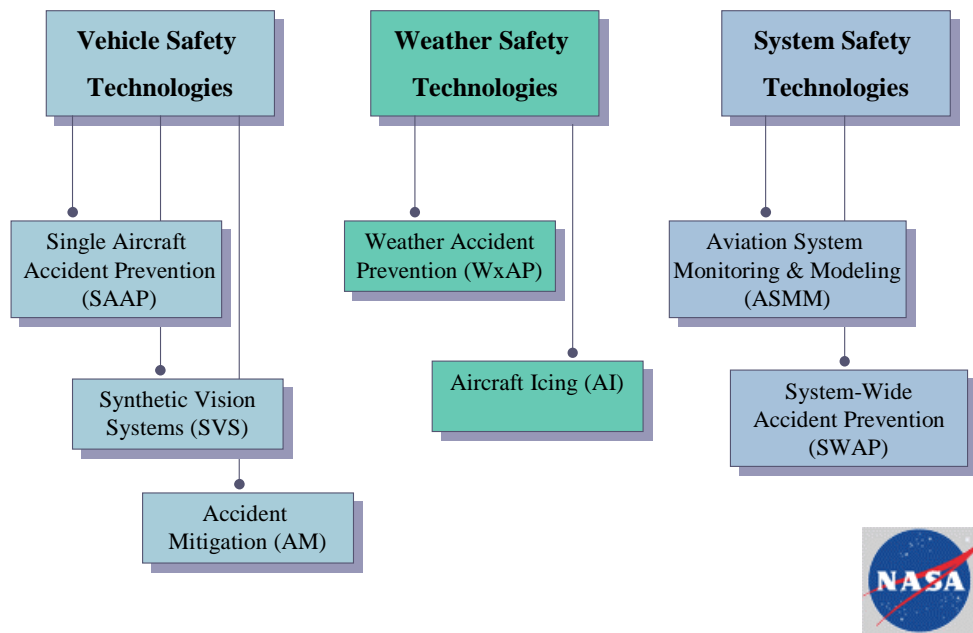 Vehicle Safety
Technologies
Weather Safety
Technologies
System Safety
Technologies
Single Aircraft
Accident Prevention
(SAAP)
Weather Accident
Prevention (WxAP)
Aviation System
Monitoring & Modeling
(ASMM)
Synthetic Vision
Systems (SVS)
Aircraft Icing (AI)
System-Wide
Accident Prevention
(SWAP)
Accident
Mitigation (AM)
NASA